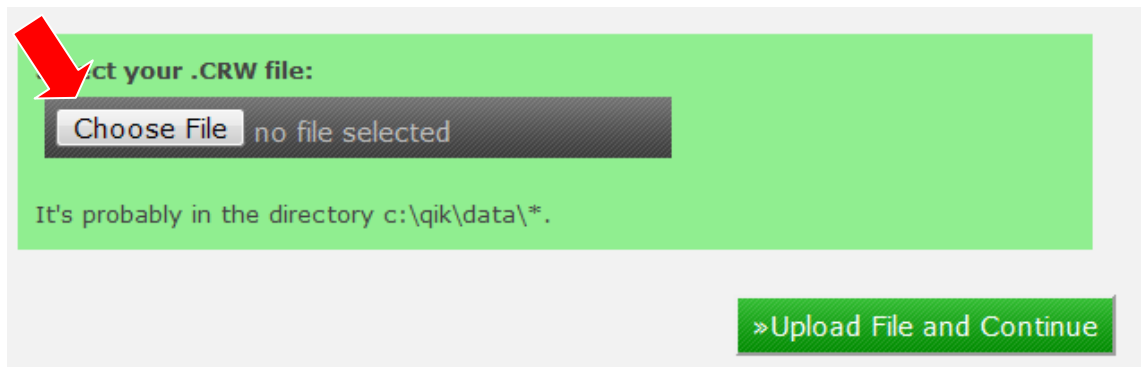 ect your .CRW file:
Choose File no file selected
It's probably in the directory c:\qik\data\*.
»Upload File and Continue